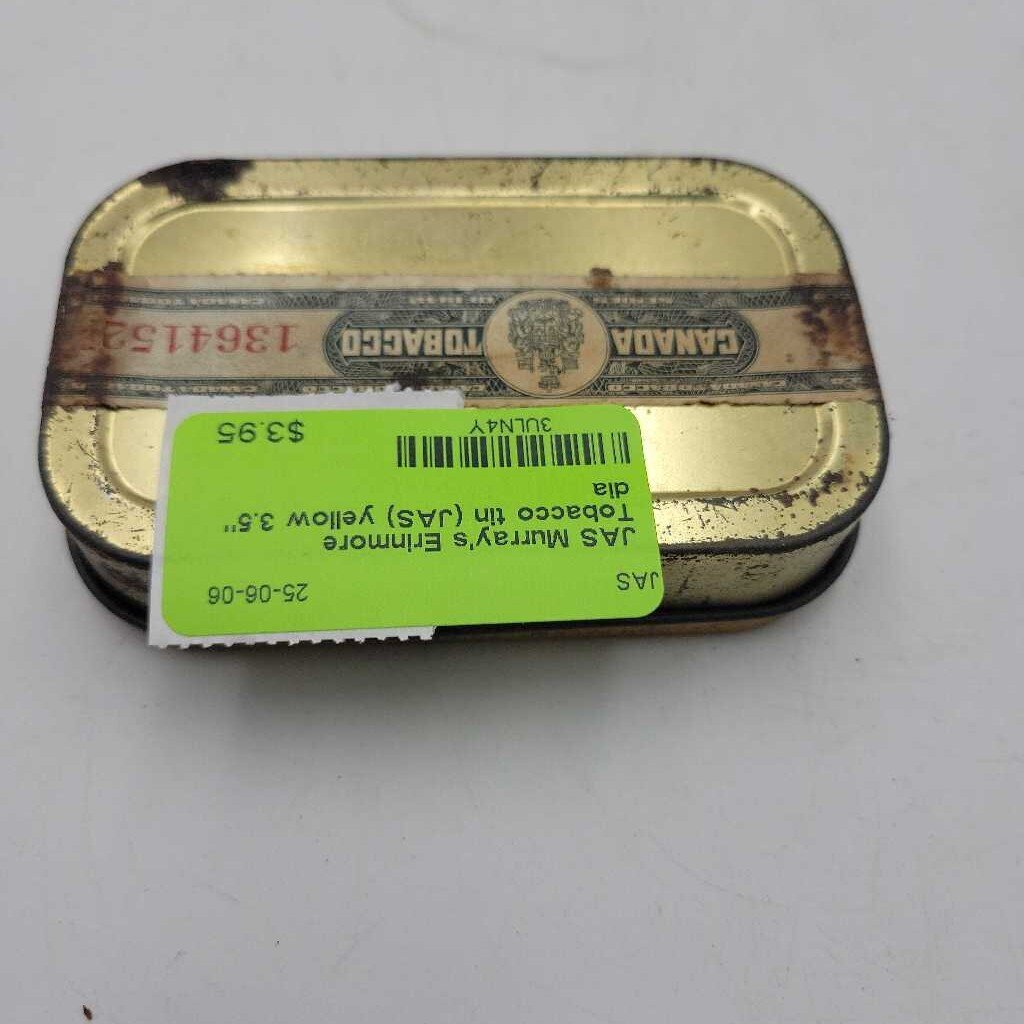 JAS 25-06-06
JAS Murray's Erinmore
Tobacco tin (JAS) yellow 3.5"
dia
3ULN4Y
$3.95
CANADA TOBACCO
1364152